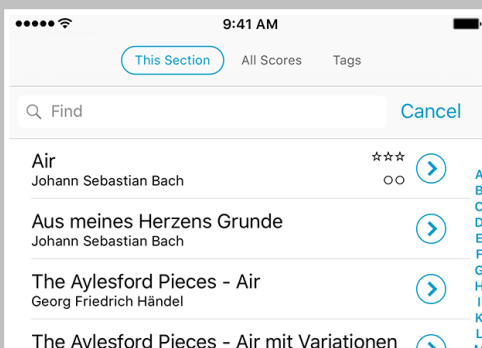 9:41 AM
This Section All Scores Tags
Find Cancel
Air
Johann Sebastian Bach
Aus meines Herzens Grunde
Johann Sebastian Bach
The Aylesford Pieces - Air
Georg Friedrich Händel
The Aylesford Pieces - Air mit Variationen
A
B
C
D
E
F
G
H
I
K
L